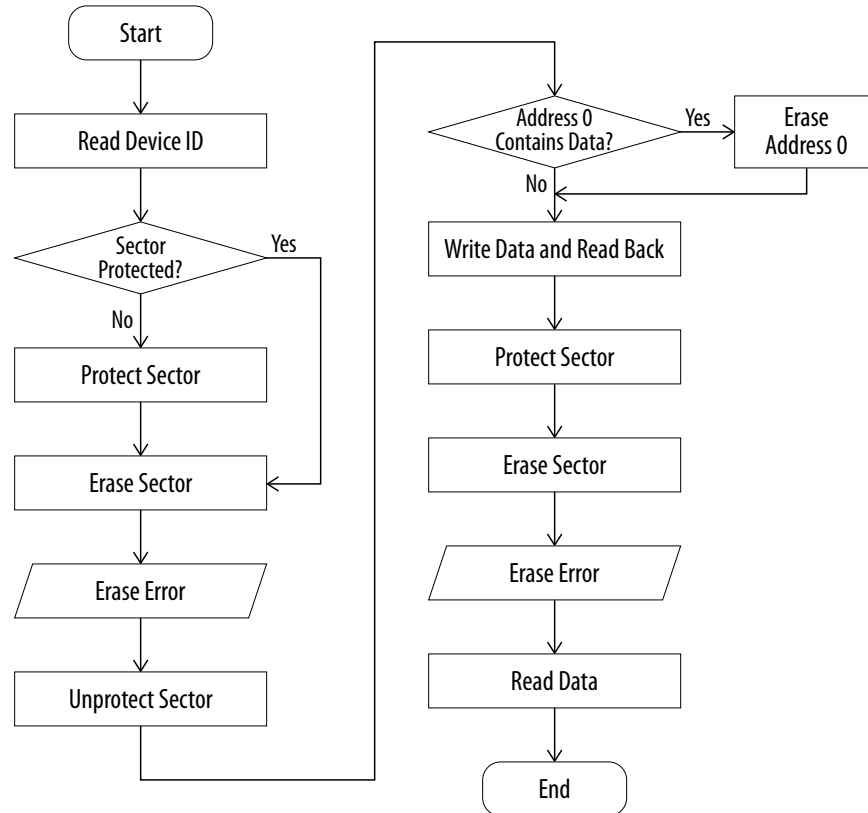 Start
Read Device ID
Sector
Protected?
Yes
No
Protect Sector
Erase Sector
Erase Error
Unprotect Sector
Address 0
Contains Data?
Yes
Erase
Address 0
No
Write Data and Read Back
Protect Sector
Erase Sector
Erase Error
Read Data
End